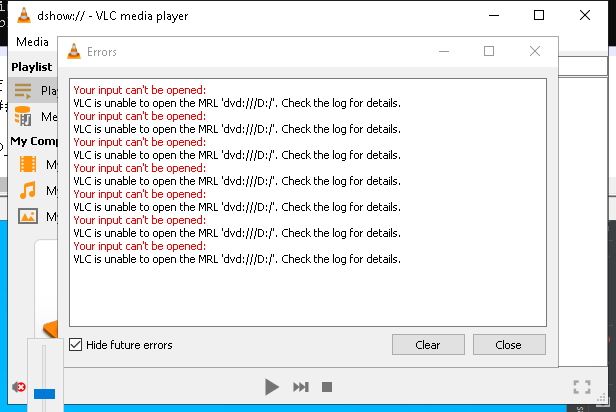 dshow:// - VLC media player
Media
Errors
Playlist
Your input can't be opened:
VLC is unable to open the MRL 'dvd:///D:/'. Check the log for details.
Your input can't be opened:
VLC is unable to open the MRL 'dvd:///D:/'. Check the log for details.
Your input can't be opened:
VLC is unable to open the MRL 'dvd:///D:/'. Check the log for details.
Your input can't be opened:
VLC is unable to open the MRL 'dvd:///D:/'. Check the log for details.
Your input can't be opened:
VLC is unable to open the MRL 'dvd:///D:/'. Check the log for details.
Your input can't be opened:
VLC is unable to open the MRL 'dvd:///D:/'. Check the log for details.
Your input can't be opened:
VLC is unable to open the MRL 'dvd:///D:/'. Check the log for details.
Play
Me
My Comp
My
My
My
Hide future errors
Clear
Close